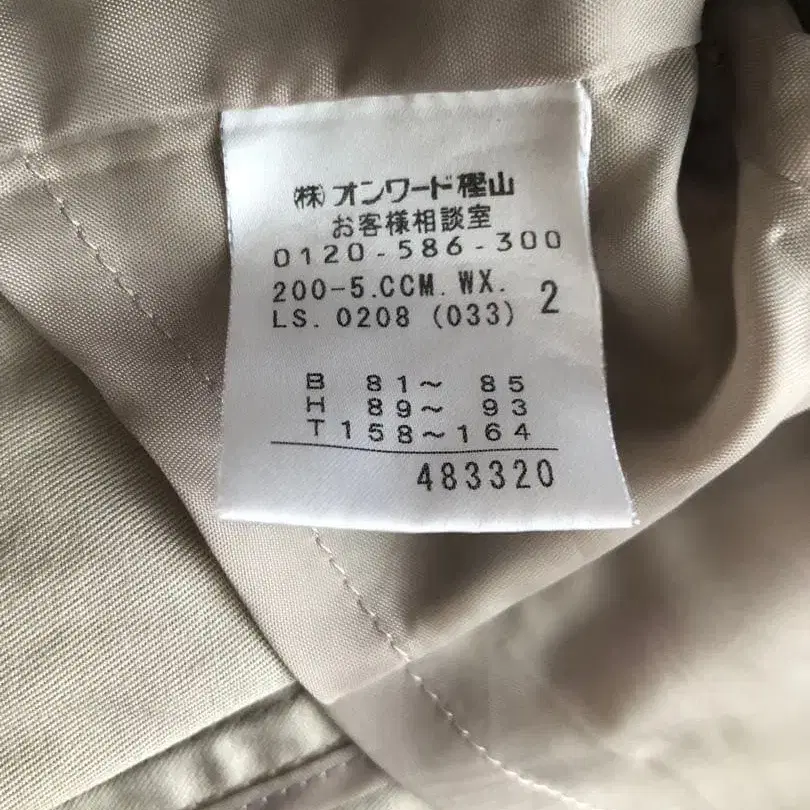 (株)オンワード樫山
お客様相談室
0120-586-300
200-5.CCM.WX. 2
LS.0208 (033)
B 81～ 85
H 89～ 93
T 158～164
483320